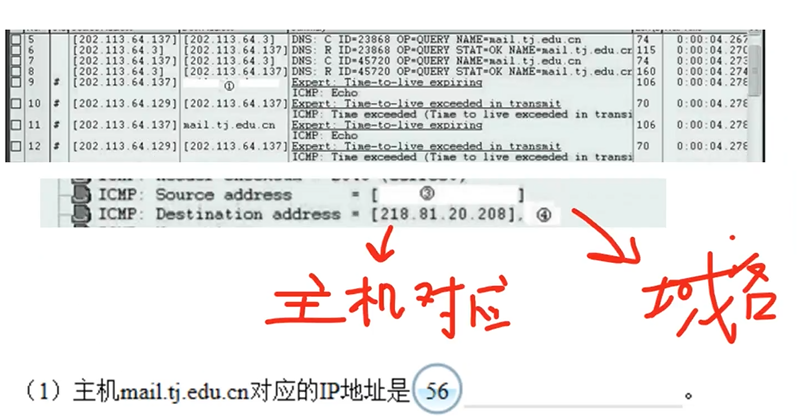 5 [202.113.64.137] [202.113.64.3] DNS: C ID=23868 OP=QUERY NAME=mail.tj.edu.cn 74 0:00:04.267
6 [202.113.64.3] [202.113.64.137] DNS: R ID=23868 OP=QUERY STAT=OK NAME=mail.tj.edu.cr 115 0:00:04.270
7 [202.113.64.137] [202.113.64.3] DNS: C ID=45720 OP=QUERY NAME=mail.tj.edu.cn 74 0:00:04.273
8 [202.113.64.3] [202.113.64.137] DNS: R ID=45720 OP=QUERY STAT=OK NAME=mail.tj.edu.cr 160 0:00:04.274
9 # [202.113.64.137] ① Expert: Time-to-live expiring 106 0:00:04.278
ICMP: Echo
10 # [202.113.64.129] [202.113.64.137] Expert: Time-to-live exceeded in transmit 70 0:00:04.278
ICMP: Time exceeded (Time to live exceeded in transi
11 # [202.113.64.137] mail.tj.edu.cn Expert: Time-to-live expiring 106 0:00:04.278
ICMP: Echo
12 # [202.113.64.129] [202.113.64.137] Expert: Time-to-live exceeded in transmit 70 0:00:04.278
ICMP: Time exceeded (Time to live exceeded in transi
ICMP: Source address = [ ③ ]
ICMP: Destination address = [218.81.20.208], ④
主机对应 域名
（1）主机mail.tj.edu.cn对应的IP地址是 56 。